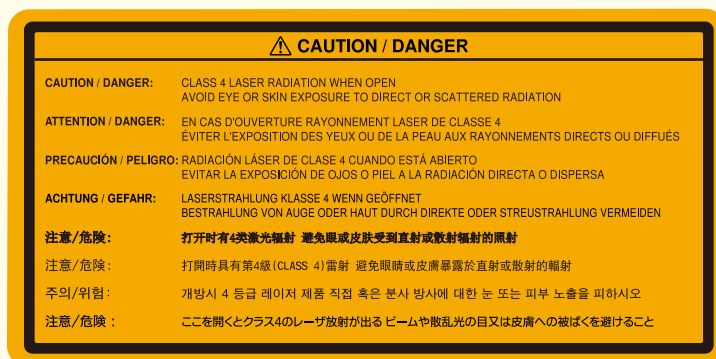 ⚠ CAUTION / DANGER
CAUTION / DANGER: CLASS 4 LASER RADIATION WHEN OPEN
AVOID EYE OR SKIN EXPOSURE TO DIRECT OR SCATTERED RADIATION
ATTENTION / DANGER: EN CAS D'OUVERTURE RAYONNEMENT LASER DE CLASSE 4
ÉVITER L'EXPOSITION DES YEUX OU DE LA PEAU AUX RAYONNEMENTS DIRECTS OU DIFFUÉS
PRECAUCIÓN / PELIGRO: RADIACIÓN LÁSER DE CLASE 4 CUANDO ESTÁ ABIERTO
EVITAR LA EXPOSICIÓN DE OJOS O PIEL A LA RADIACIÓN DIRECTA O DISPERSA
ACHTUNG / GEFAHR: LASERSTRAHLUNG KLASSE 4 WENN GEÖFFNET
BESTRAHLUNG VON AUGE ODER HAUT DURCH DIREKTE ODER STREUSTRAHLUNG VERMEIDEN
注意/危险: 打开时有4类激光辐射 避免眼或皮肤受到直射或散射辐射的照射
注意/危險: 打開時具有第4級(CLASS 4)雷射 避免眼睛或皮膚暴露於直射或散射的輻射
주의/위험: 개방시 4 등급 레이저 제품 직접 혹은 분사 방사에 대한 눈 또는 피부 노출을 피하시오
注意/危険: ここを開くとクラス4のレーザ放射が出る ビームや散乱光の目又は皮膚への被ばくを避けること